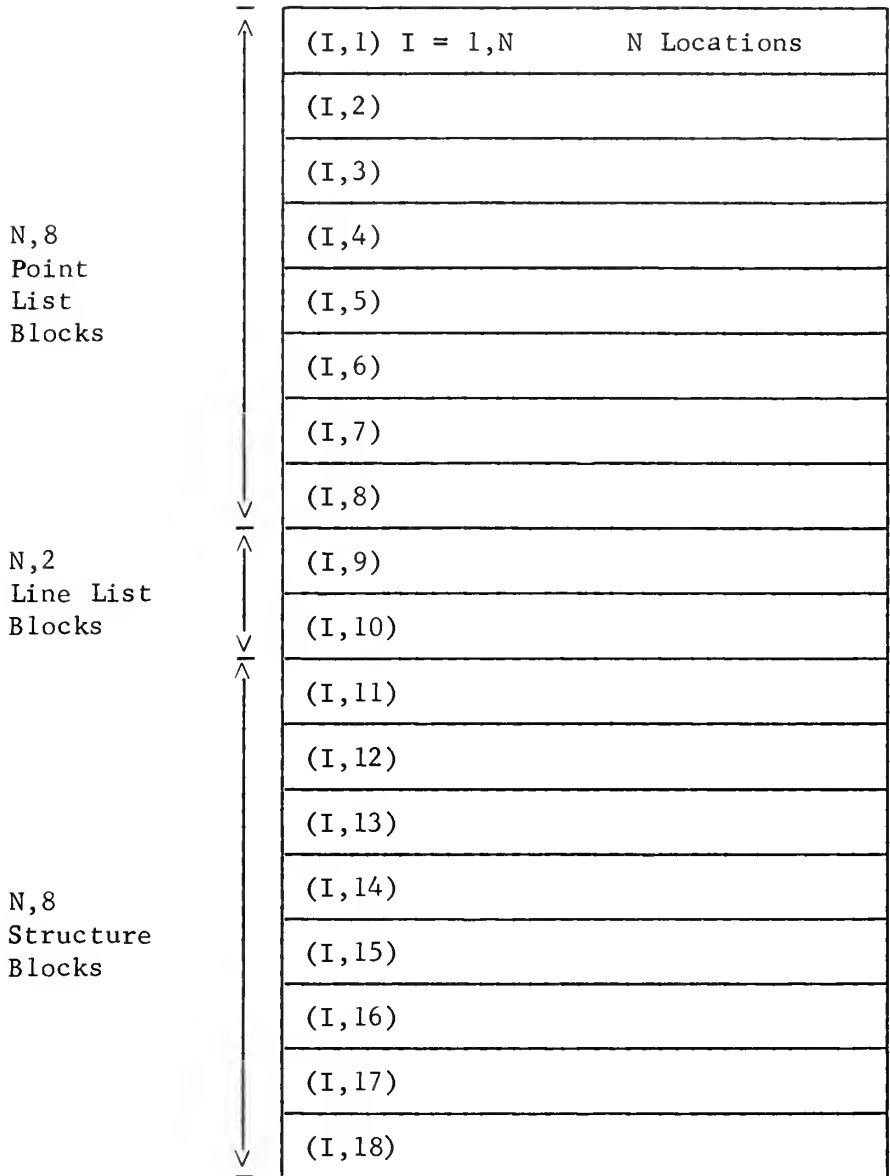 (I,1) I = 1,N N Locations
(I,2)
(I,3)
N,8
Point
List
Blocks
(I,4)
(I,5)
(I,6)
(I,7)
(I,8)
N,2
Line List
Blocks
(I,9)
(I,10)
(I,11)
(I,12)
(I,13)
N,8
Structure
Blocks
(I,14)
(I,15)
(I,16)
(I,17)
(I,18)